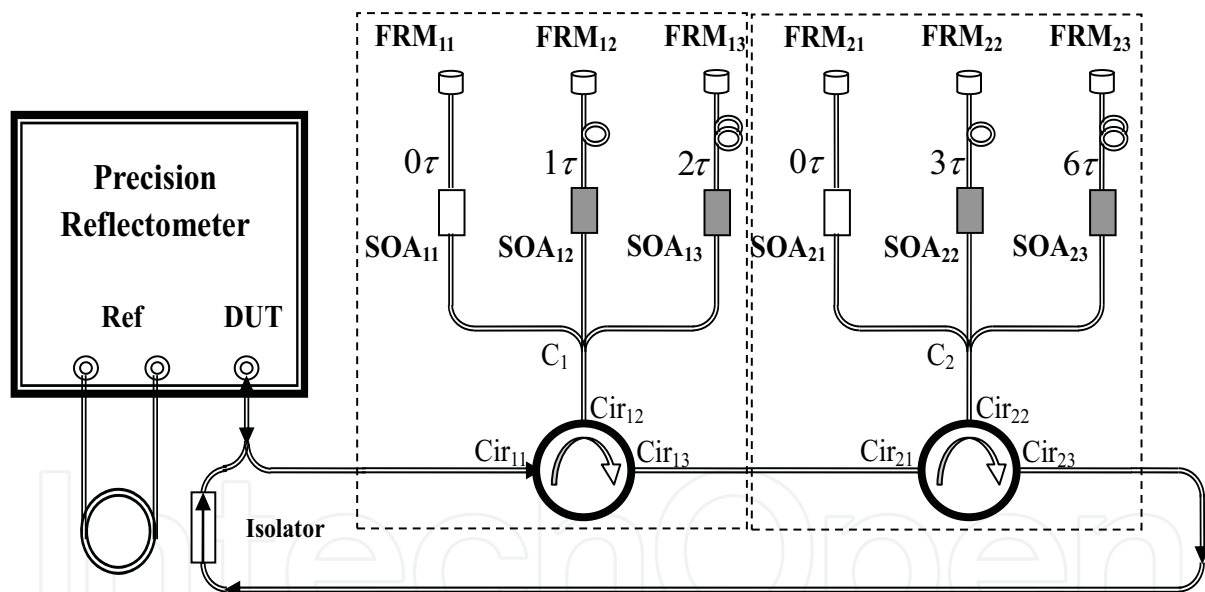 FRM₁₁ FRM₁₂ FRM₁₃ FRM₂₁ FRM₂₂ FRM₂₃
0τ 1τ 2τ 0τ 3τ 6τ
SOA₁₁ SOA₁₂ SOA₁₃ SOA₂₁ SOA₂₂ SOA₂₃
Precision
Reflectometer
Ref DUT
C₁ C₂
Cir₁₂ Cir₂₂
Cir₁₁ Cir₁₃ Cir₂₁ Cir₂₃
Isolator
IntechOpen